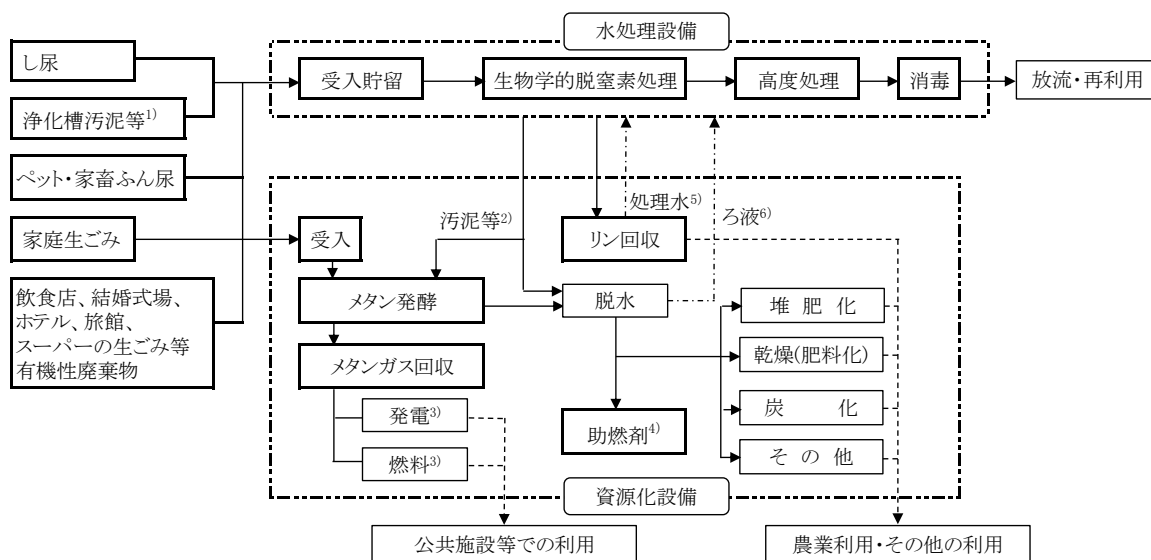 水処理設備
し尿
受入貯留
生物学的脱窒素処理
高度処理
消毒
放流・再利用
浄化槽汚泥等1)
ペット・家畜ふん尿
処理水5)
ろ液6)
汚泥等2)
家庭生ごみ
受入
リン回収
飲食店、結婚式場、
ホテル、旅館、
スーパーの生ごみ等
有機性廃棄物
メタン発酵
脱水
堆肥化
メタンガス回収
乾燥(肥料化)
発電3)
炭化
助燃剤4)
燃料3)
その他
資源化設備
公共施設等での利用
農業利用・その他の利用